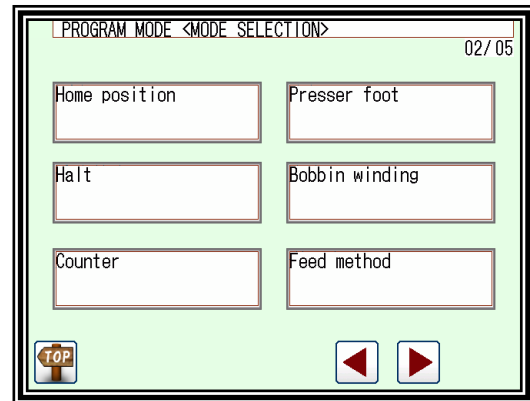 PROGRAM MODE <MODE SELECTION>
02/05
Home position
Presser foot
Halt
Bobbin winding
Counter
Feed method
TOP